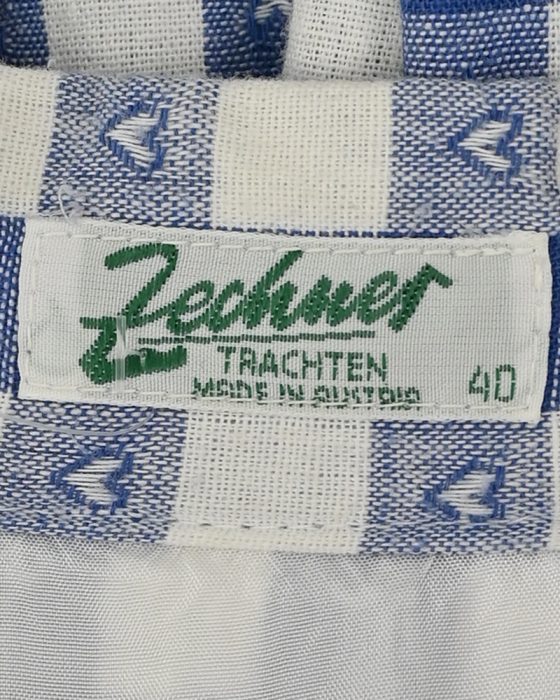 Zechner
TRACHTEN
MADE IN AUSTRIA
40